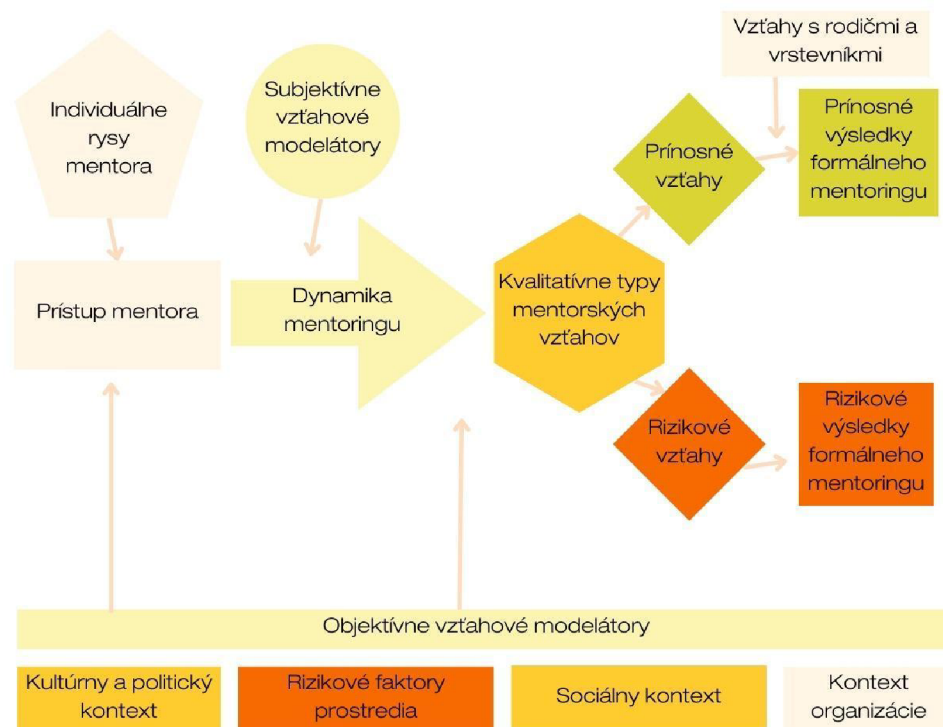 Vzťahy s rodičmi a
vrstevníkmi
Individuálne
rysy
mentora
Subjektívne
vzťahové
modelátory
Prínosné
vzťahy
Prínosné
výsledky
formálneho
mentoringu
Prístup mentora
Dynamika
mentoringu
Kvalitatívne typy
mentorských
vzťahov
Rizikové
vzťahy
Rizikové
výsledky
formálneho
mentoringu
Objektívne vzťahové modelátory
Kultúrny a politický
kontext
Rizikové faktory
prostredia
Sociálny kontext
Kontext
organizácie